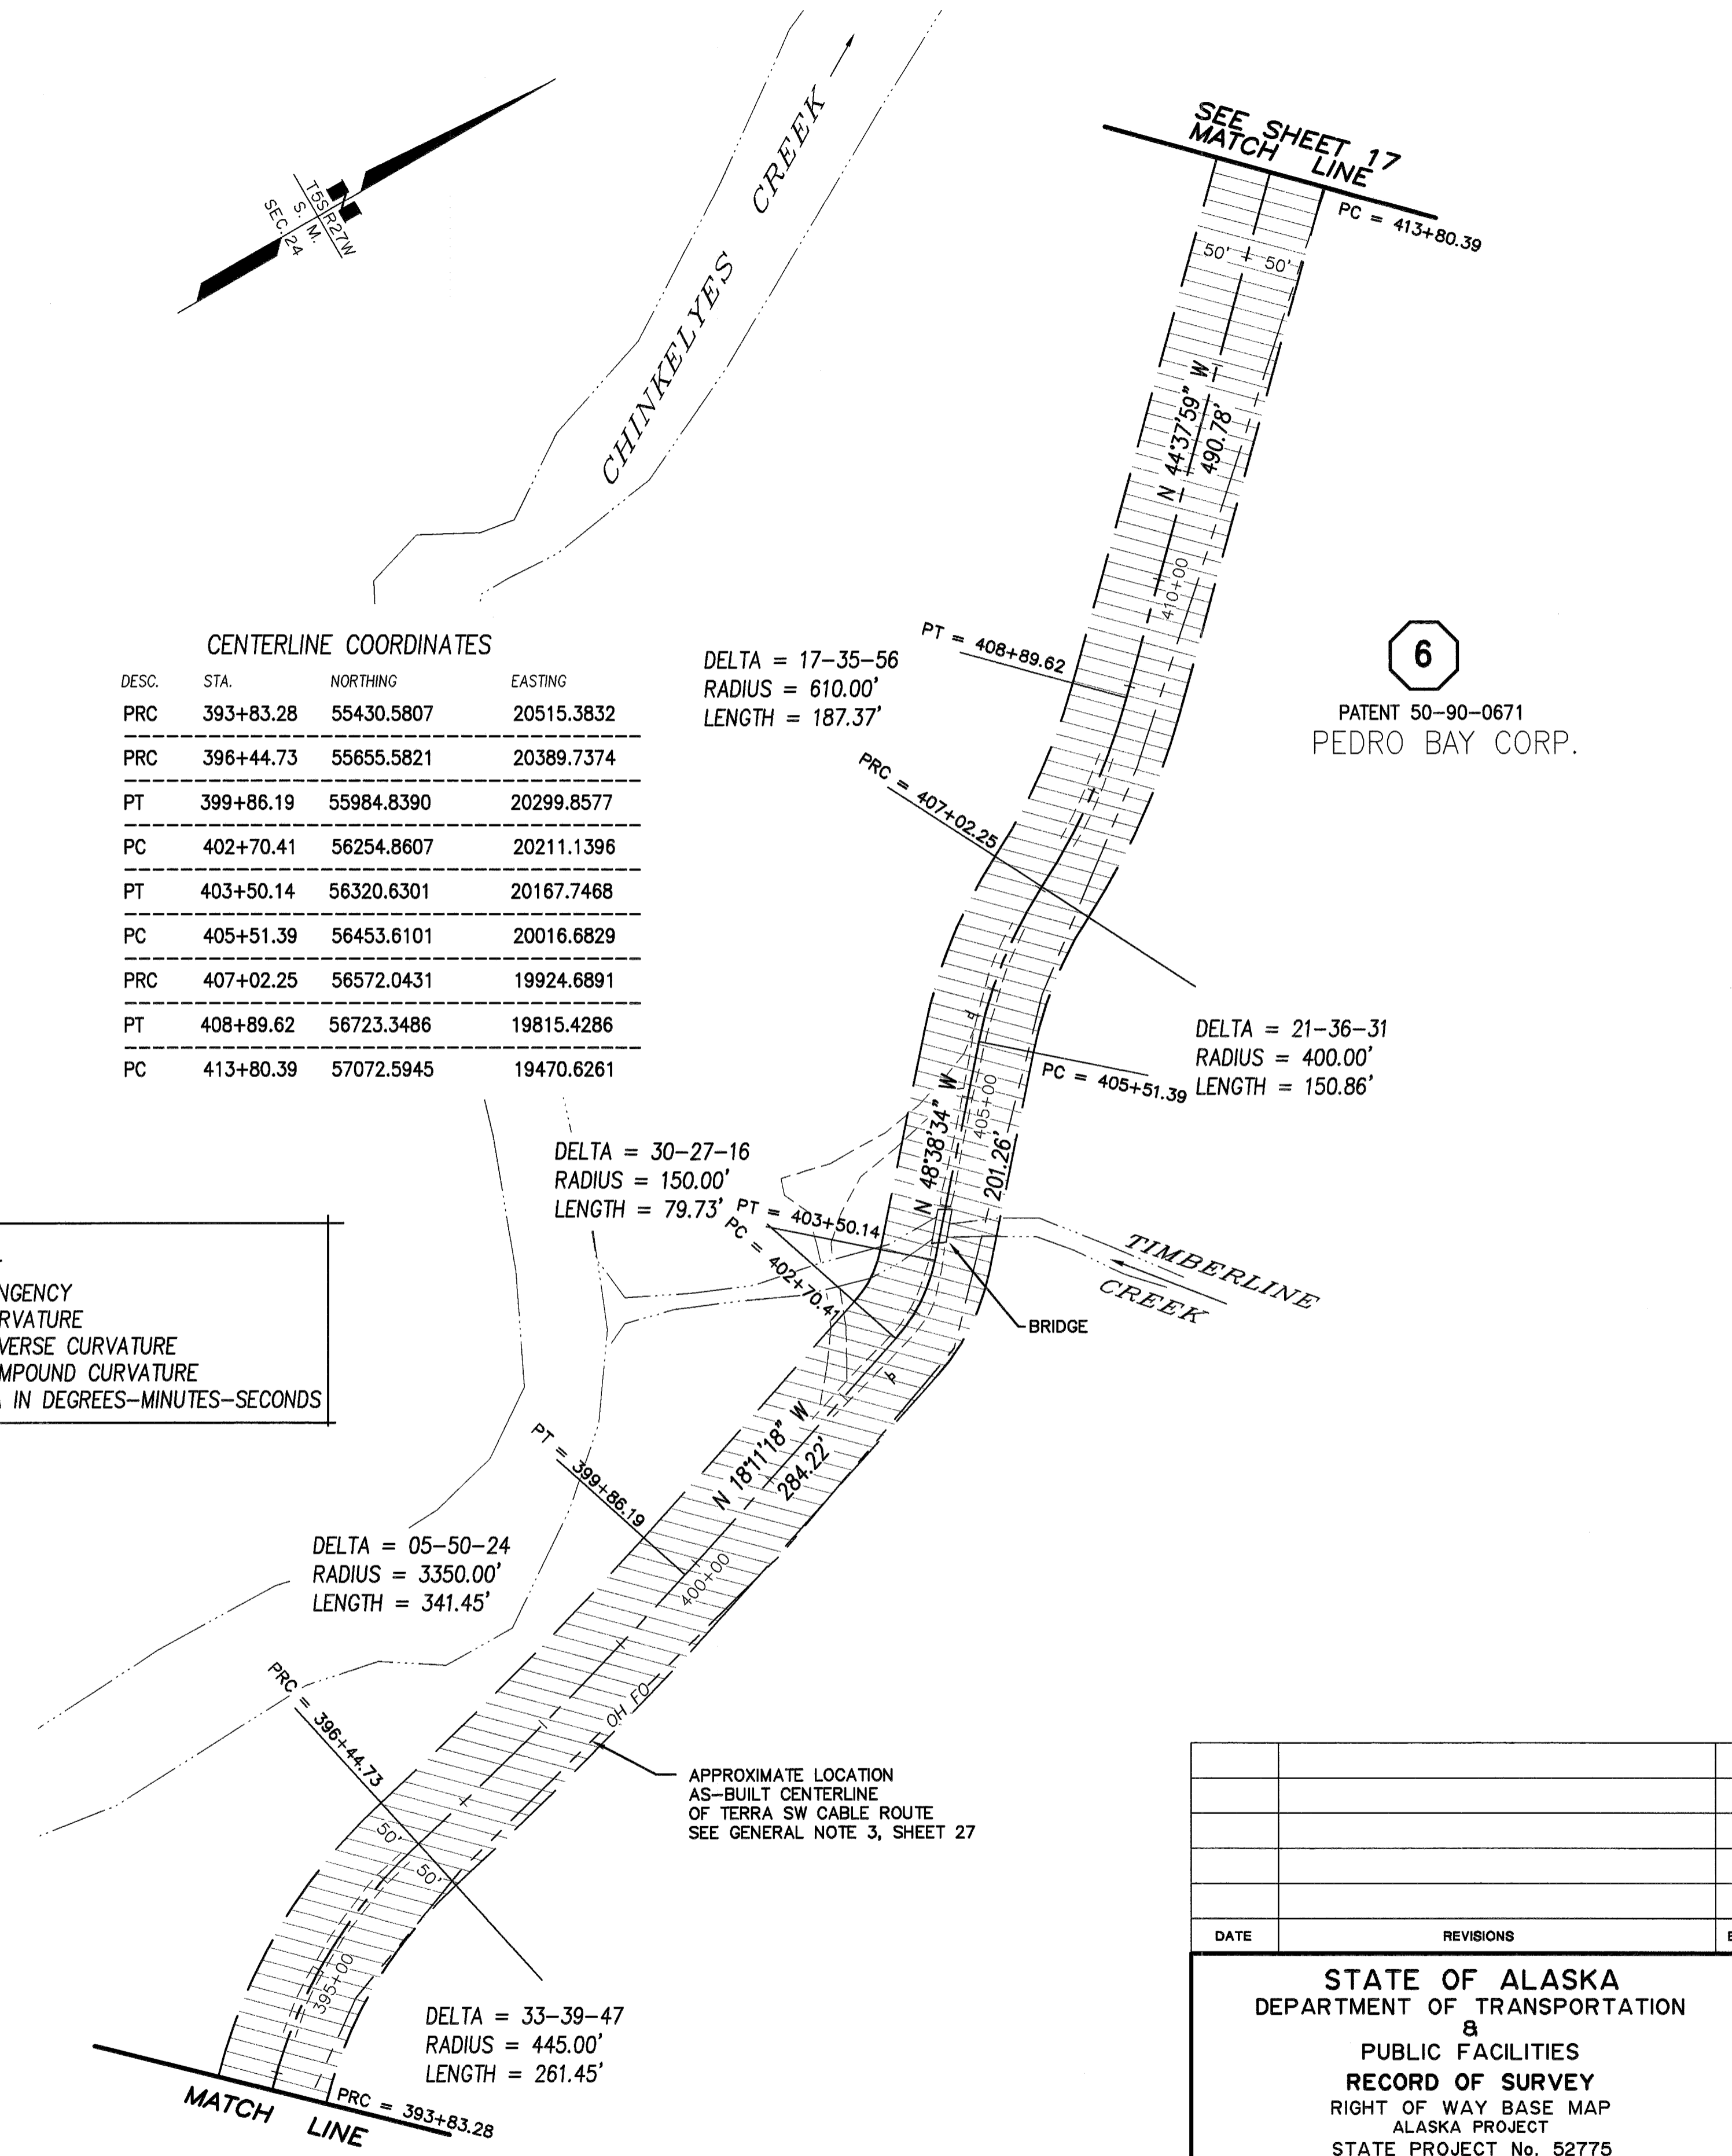 CHINKELYES CREEK
SEE SHEET 17
MATCH LINE
PC = 413+80.39
T5S R27W
S. M.
SEC. 24
N
50' 50'
N 44°37'59" W
490.78'
410+00
PT = 408+89.62
DELTA = 17-35-56
RADIUS = 610.00'
LENGTH = 187.37'
6
PATENT 50-90-0671
PEDRO BAY CORP.
CENTERLINE COORDINATES
DESC. STA. NORTHING EASTING
PRC 393+83.28 55430.5807 20515.3832
PRC 396+44.73 55655.5821 20389.7374
PT 399+86.19 55984.8390 20299.8577
PC 402+70.41 56254.8607 20211.1396
PT 403+50.14 56320.6301 20167.7468
PC 405+51.39 56453.6101 20016.6829
PRC 407+02.25 56572.0431 19924.6891
PT 408+89.62 56723.3486 19815.4286
PC 413+80.39 57072.5945 19470.6261
PRC = 407+02.25
DELTA = 21-36-31
RADIUS = 400.00'
LENGTH = 150.86'
PC = 405+51.39
405+00
N 48°38'34" W
201.26'
DELTA = 30-27-16
RADIUS = 150.00'
LENGTH = 79.73'
PT = 403+50.14
PC = 402+70.41
TIMBERLINE
CREEK
BRIDGE
NGENCY
RVATURE
VERSE CURVATURE
MPOUND CURVATURE
IN DEGREES-MINUTES-SECONDS
N 18°11'18" W
284.22'
PT = 399+86.19
400+00
DELTA = 05-50-24
RADIUS = 3350.00'
LENGTH = 341.45'
OH FO
PRC = 396+44.73
APPROXIMATE LOCATION
AS-BUILT CENTERLINE
OF TERRA SW CABLE ROUTE
SEE GENERAL NOTE 3, SHEET 27
50'
50'
395+00
DELTA = 33-39-47
RADIUS = 445.00'
LENGTH = 261.45'
MATCH LINE
PRC = 393+83.28
DATE REVISIONS
STATE OF ALASKA
DEPARTMENT OF TRANSPORTATION
&
PUBLIC FACILITIES
RECORD OF SURVEY
RIGHT OF WAY BASE MAP
ALASKA PROJECT
STATE PROJECT No. 52775